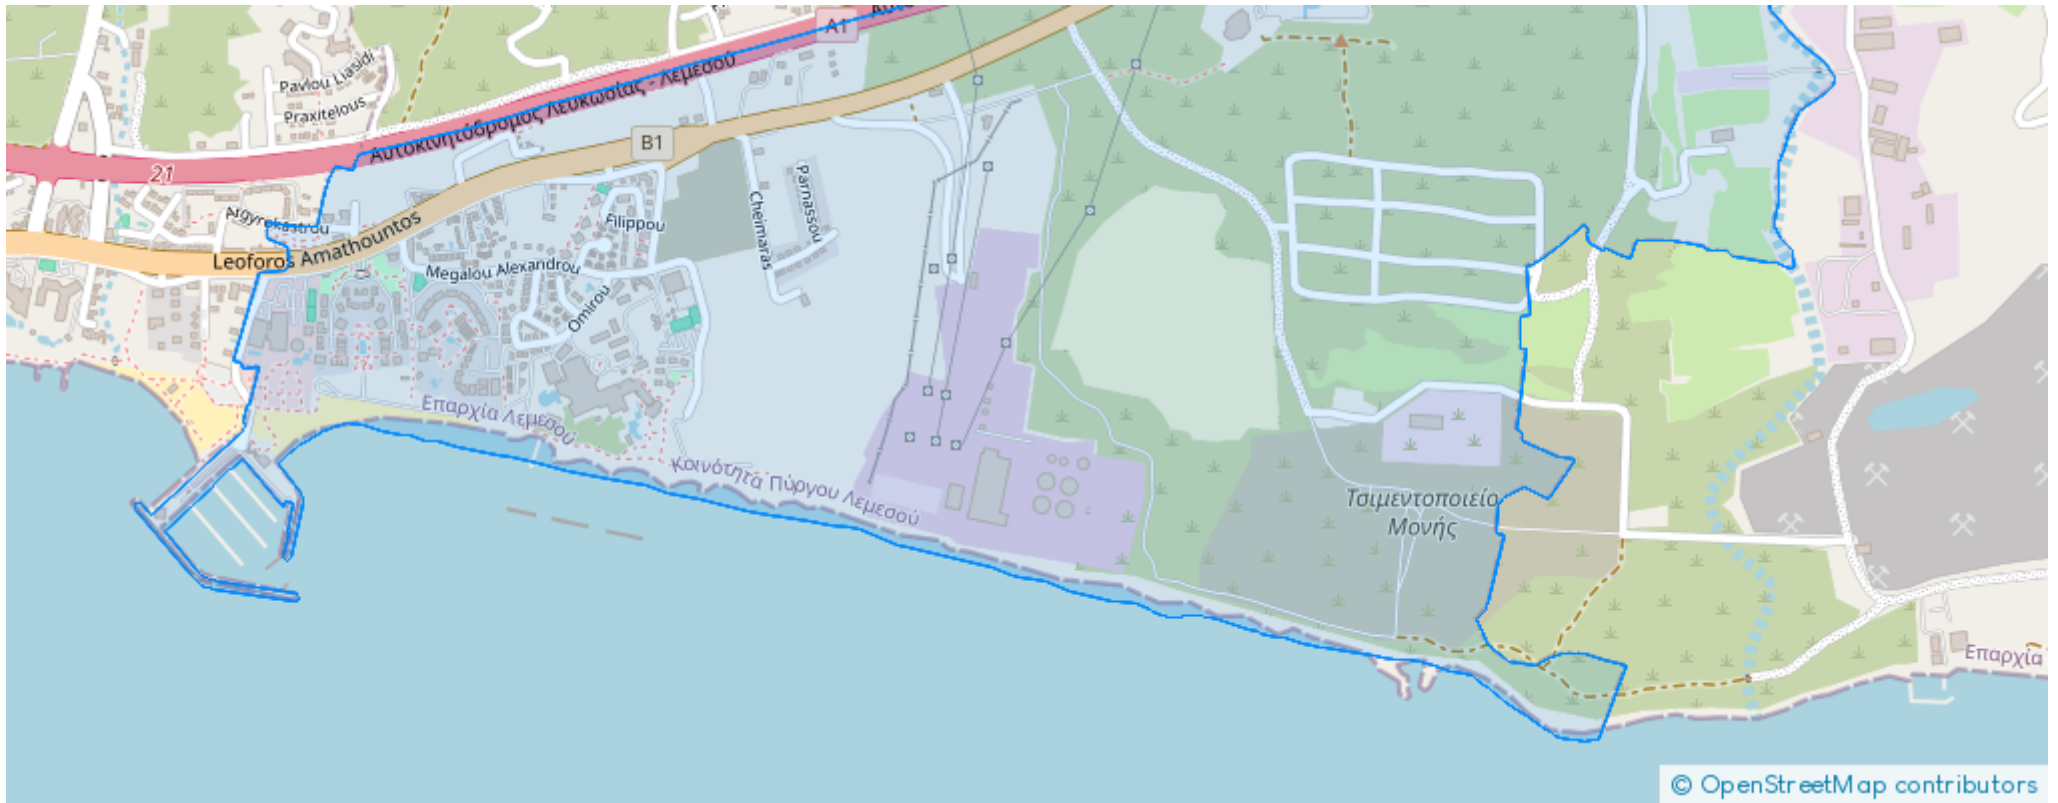 A1
Pavlou Liasidi
Praxitelous
Αυτοκινητόδρομος Λευκωσίας - Λεμεσού
B1
21
Argyrokastrou
Leoforos Amathountos
Filippou
Parnassou
Cheimaras
Megalou Alexandrou
Omirou
Επαρχία Λεμεσού
Κοινότητα Πύργου Λεμεσού
Τσιμεντοποιείο
Μονής
Επαρχία
© OpenStreetMap contributors